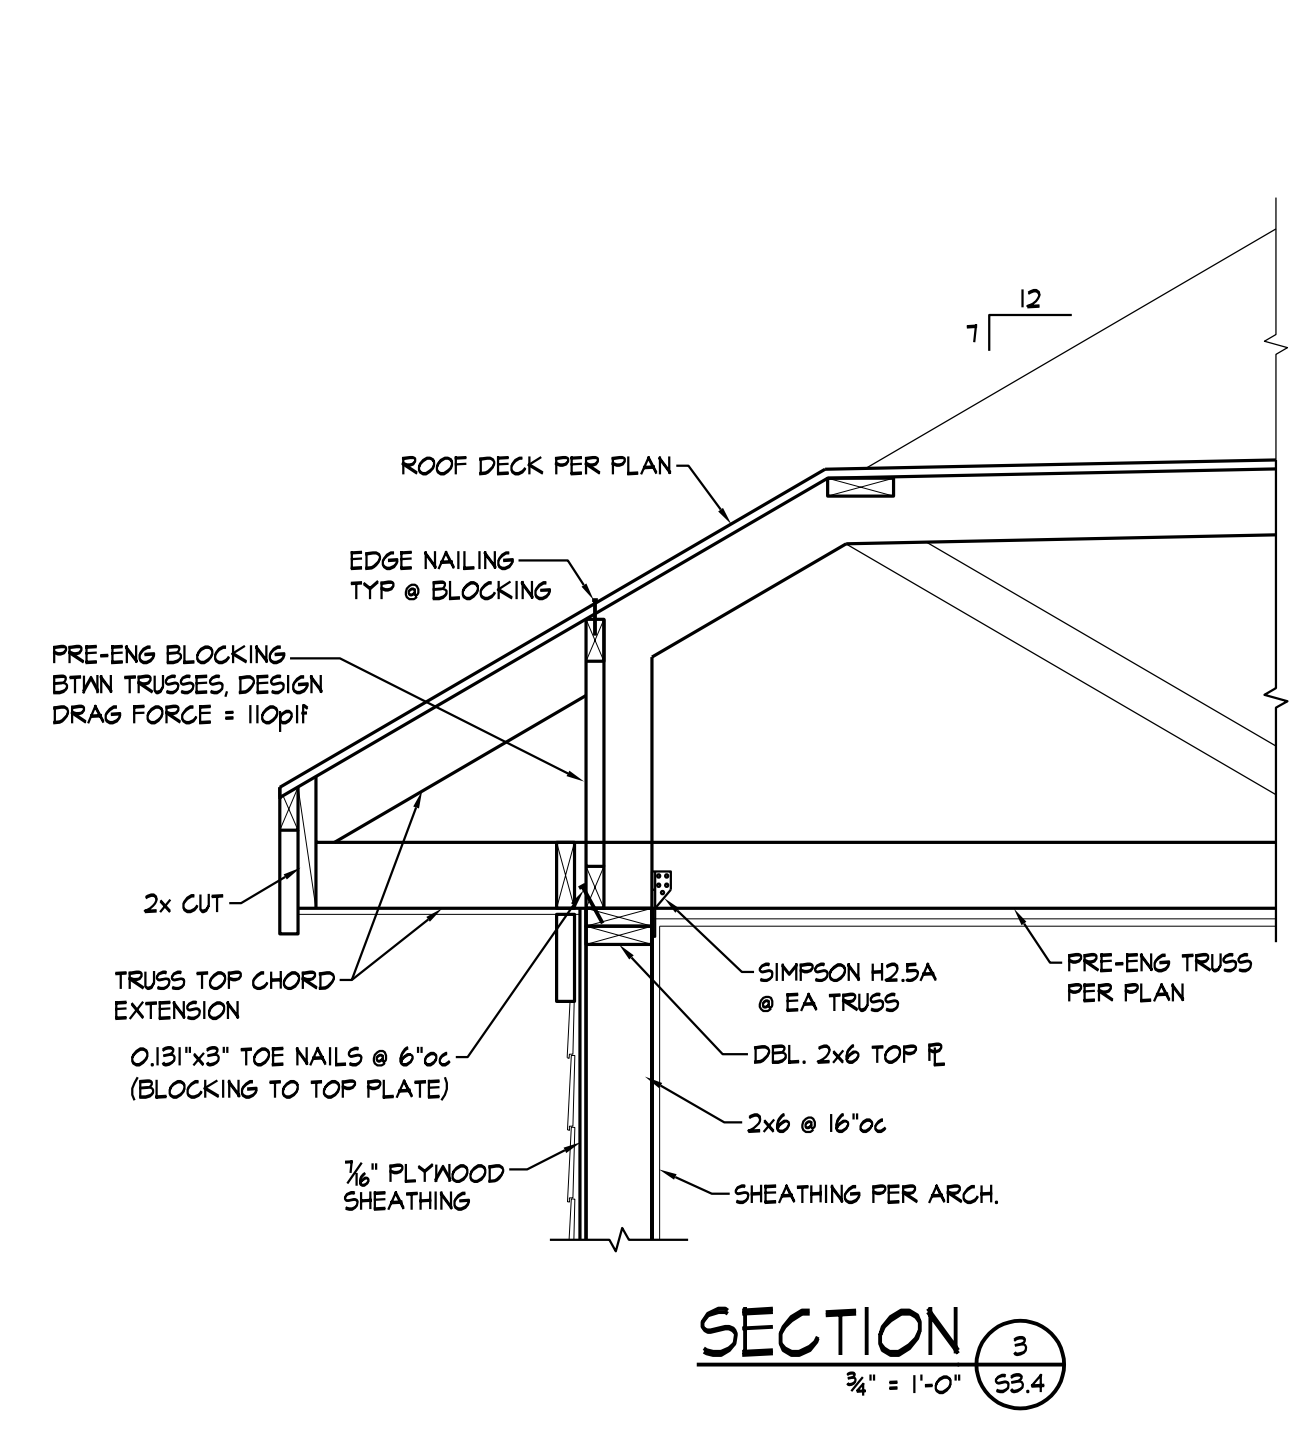 12
7
ROOF DECK PER PLAN
EDGE NAILING
TYP @ BLOCKING
PRE-ENG BLOCKING
BTWN TRUSSES, DESIGN
DRAG FORCE = 110plf
2x CUT
TRUSS TOP CHORD
EXTENSION
0.131"x3" TOE NAILS @ 6"oc
(BLOCKING TO TOP PLATE)
7/16" PLYWOOD
SHEATHING
PRE-ENG TRUSS
PER PLAN
SIMPSON H2.5A
@ EA TRUSS
DBL. 2x6 TOP PL
2x6 @ 16"oc
SHEATHING PER ARCH.
SECTION
3/4" = 1'-0"
3
S3.4